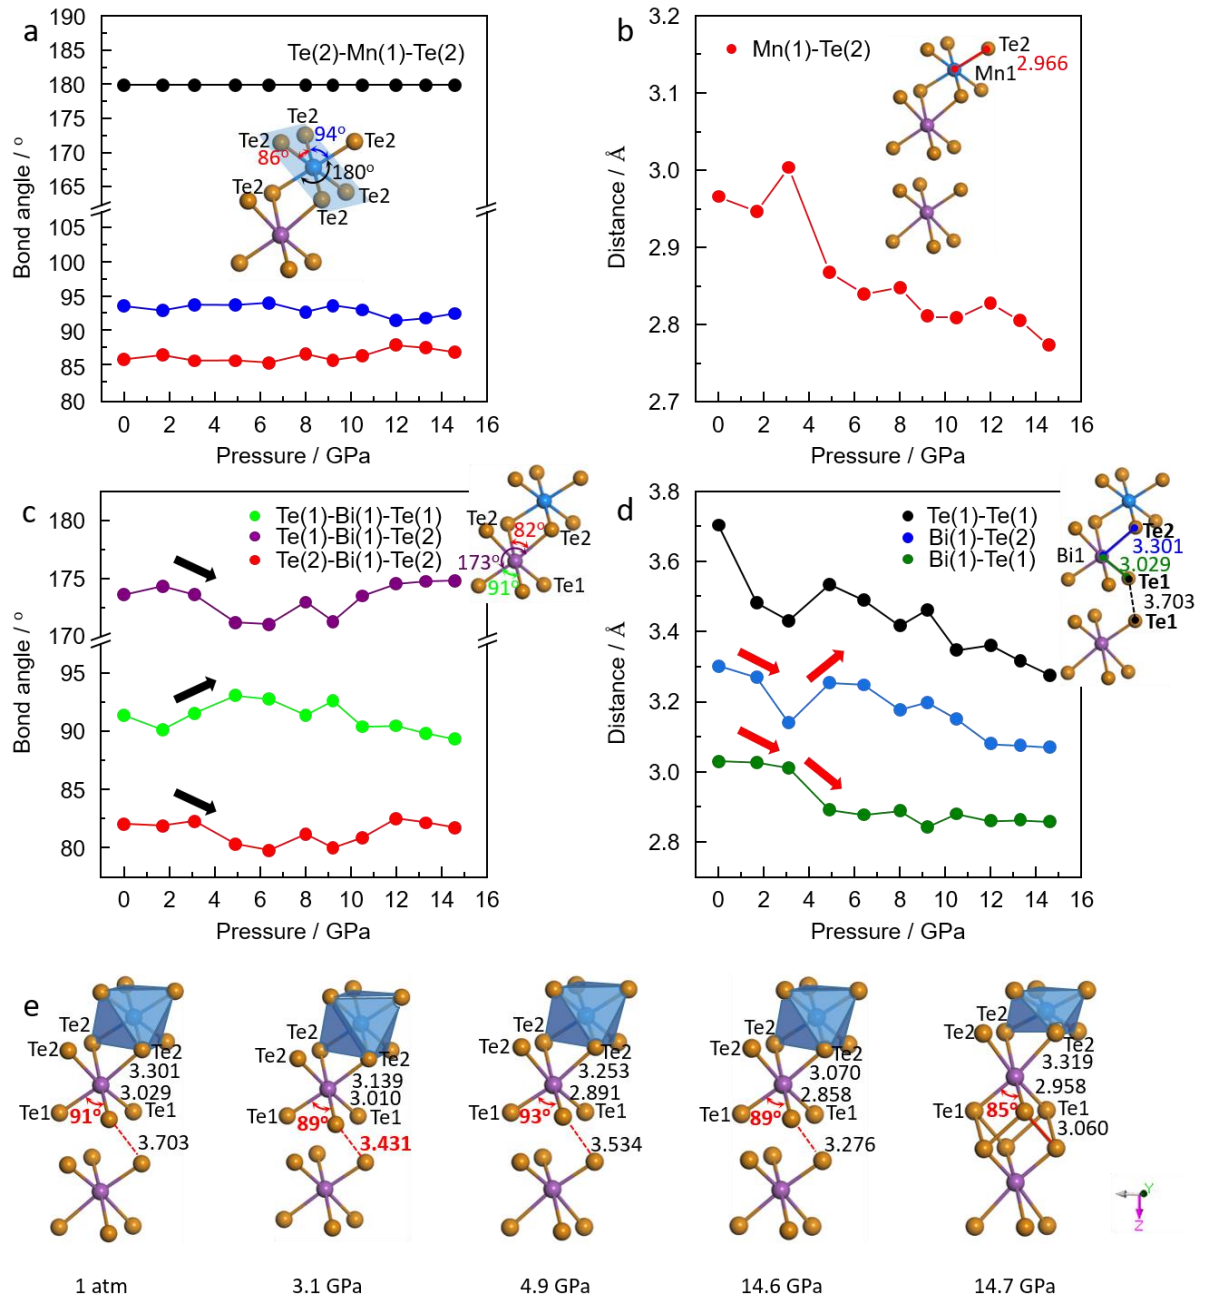 a
Te(2)-Mn(1)-Te(2)
Te2
Te2
94°
Te2
86°
180°
Te2
Te2
Te2
Bond angle / °
190
185
180
175
170
165
105
100
95
90
85
80
0 2 4 6 8 10 12 14 16
Pressure / GPa
b
Mn(1)-Te(2)
Te2
Mn1
2.966
Distance / Å
3.2
3.1
3.0
2.9
2.8
2.7
0 2 4 6 8 10 12 14 16
Pressure / GPa
c
Te(1)-Bi(1)-Te(1)
Te(1)-Bi(1)-Te(2)
Te(2)-Bi(1)-Te(2)
Te2
82°
Te2
173°
91°
Te1
Bond angle / °
180
175
170
95
90
85
80
0 2 4 6 8 10 12 14 16
Pressure / GPa
d
Te(1)-Te(1)
Bi(1)-Te(2)
Bi(1)-Te(1)
Te2
3.301
Bi1
3.029
Te1
3.703
Te1
Distance / Å
3.8
3.6
3.4
3.2
3.0
2.8
0 2 4 6 8 10 12 14 16
Pressure / GPa
e
Te2
Te2
Te2
3.301
3.029
Te1
91°
Te1
3.703
1 atm
Te2
Te2
Te2
3.139
3.010
Te1
89°
Te1
3.431
3.1 GPa
Te2
Te2
Te2
3.253
2.891
Te1
93°
Te1
3.534
4.9 GPa
Te2
Te2
Te2
3.070
2.858
Te1
89°
Te1
3.276
14.6 GPa
Te2
Te2
Te2
3.319
2.958
Te1
85°
Te1
3.060
14.7 GPa
Y
Z